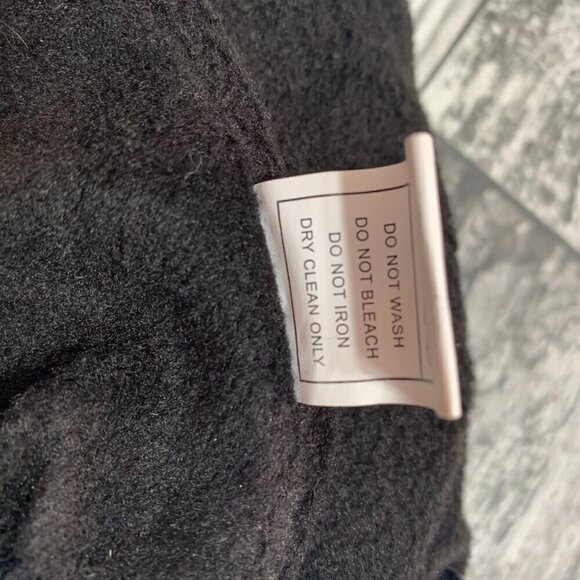 DO NOT WASH
DO NOT BLEACH
DO NOT IRON
DRY CLEAN ONLY